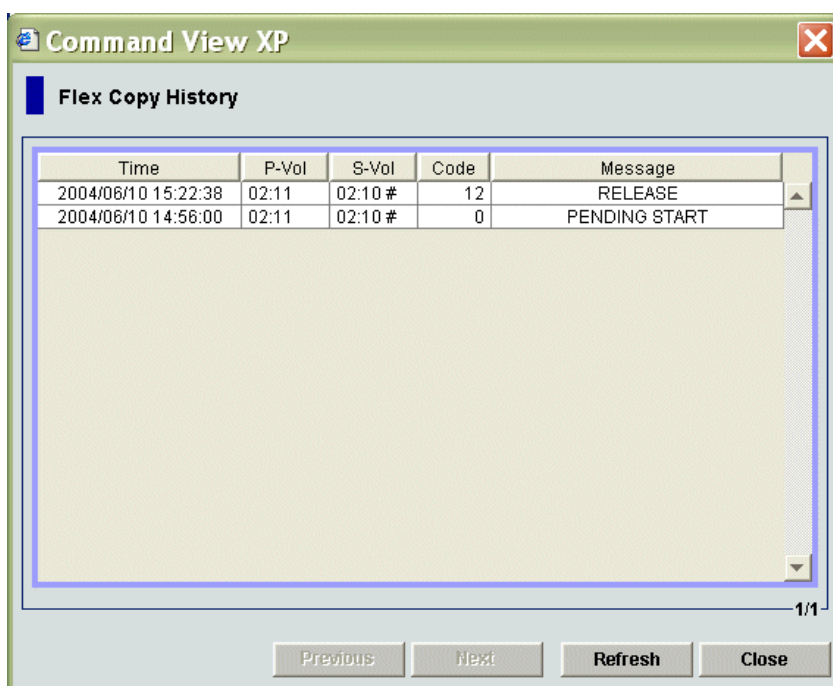 Command View XP
Flex Copy History
Time P-Vol S-Vol Code Message
2004/06/10 15:22:38 02:11 02:10 # 12 RELEASE
2004/06/10 14:56:00 02:11 02:10 # 0 PENDING START
1/1
Previous Next Refresh Close